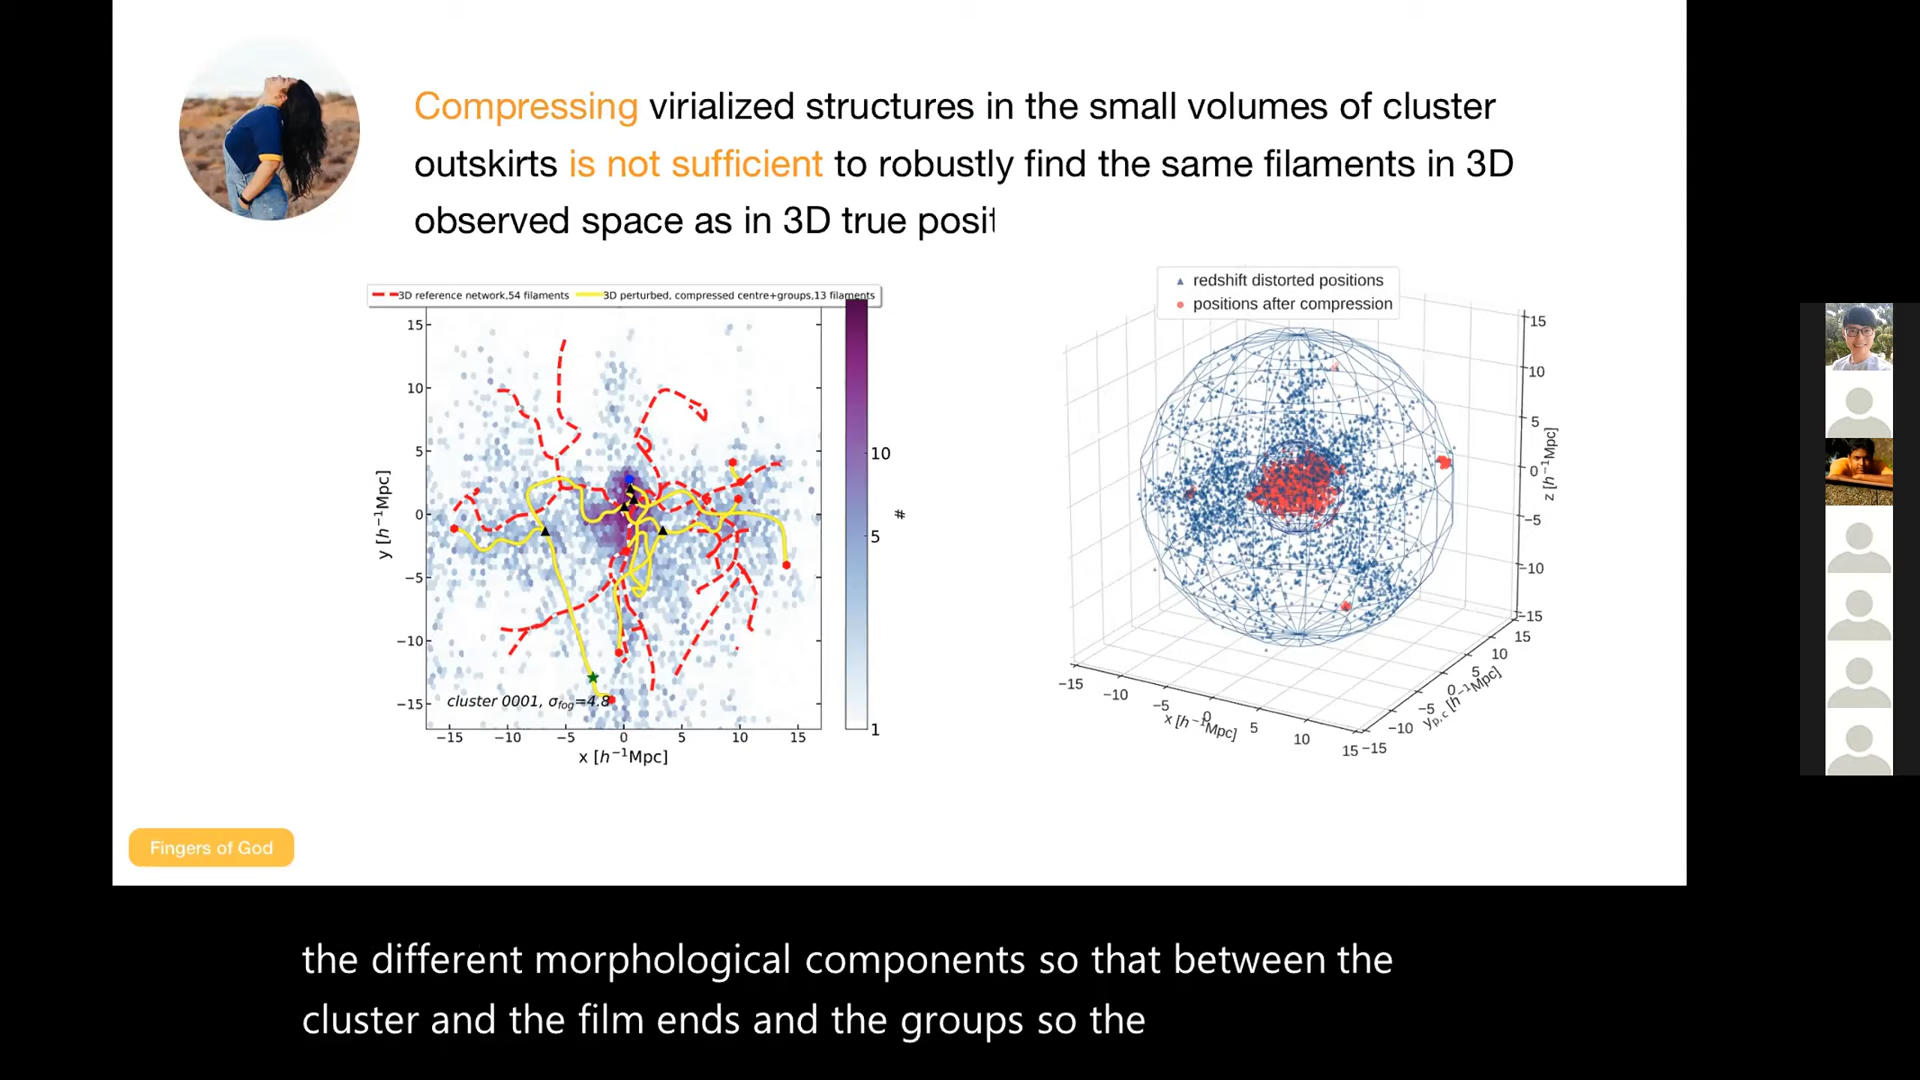 Compressing virialized structures in the small volumes of cluster
outskirts is not sufficient to robustly find the same filaments in 3D
observed space as in 3D true posit
3D reference network,54 filaments 3D perturbed, compressed centre+groups,13 filaments
15
10
5
0
−5
−10
−15
y [h⁻¹Mpc]
cluster 0001, σfog=4.8
−15 −10 −5 0 5 10 15
x [h⁻¹Mpc]
10
5
1
#
redshift distorted positions
positions after compression
15
10
5
0
−5
−10
−15
z [h⁻¹Mpc]
15
10
5
0
−5
−10
−15
yp,c [h⁻¹Mpc]
−15 −10 −5 0 5 10 15
x [h⁻¹Mpc]
Fingers of God
the different morphological components so that between the
cluster and the film ends and the groups so the